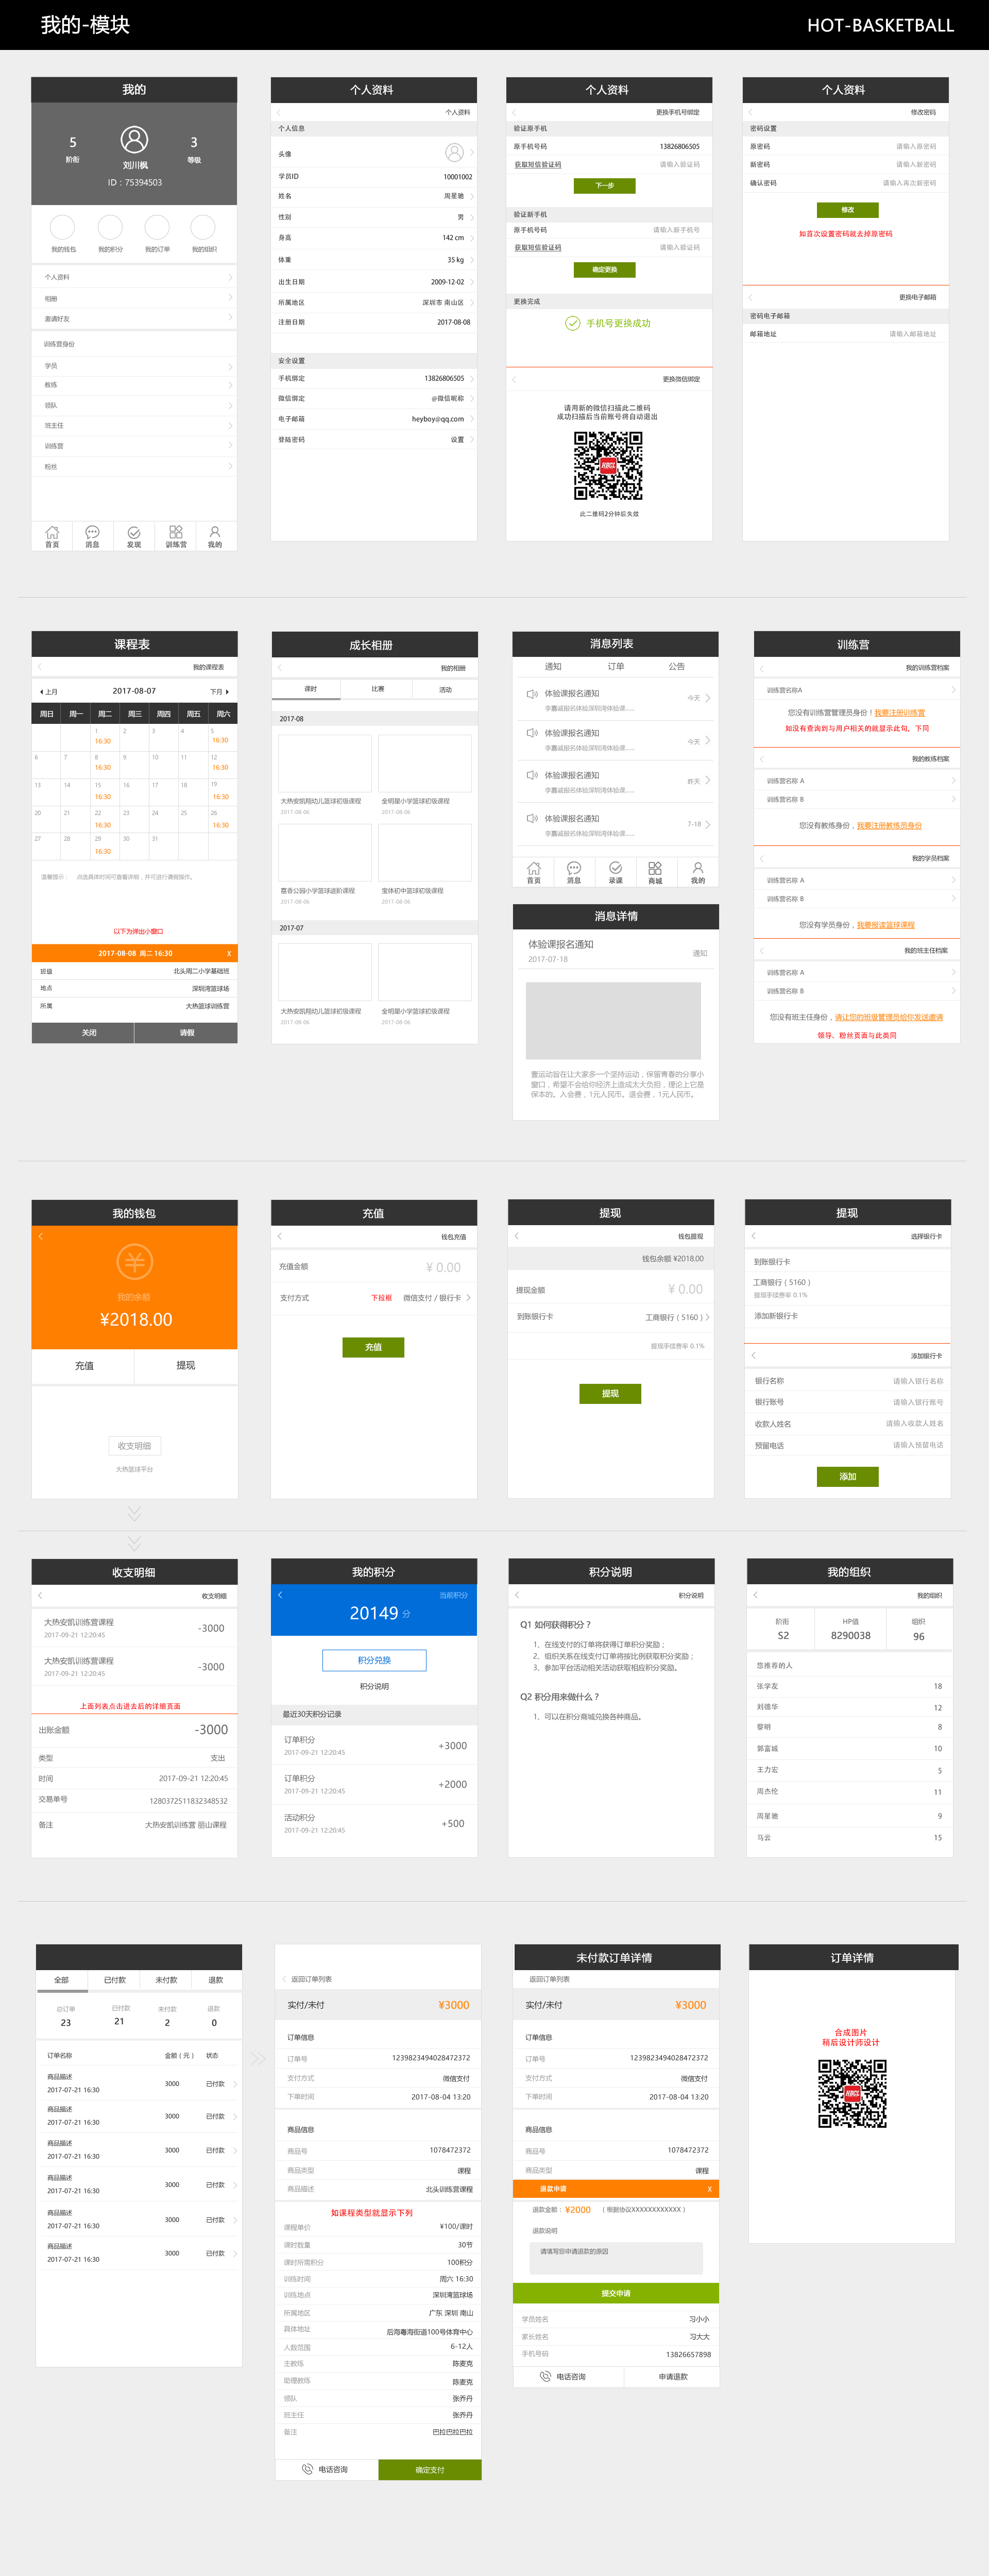 我的-模块
HOT-BASKETBALL
我的
5
阶衔
刘川枫
3
等级
ID：75394503
我的钱包 我的积分 我的订单 我的组织
个人资料
相册
邀请好友
训练营身份
学员
教练
领队
班主任
训练营
粉丝
首页 消息 发现 训练营 我的
个人资料
个人资料
个人信息
头像
学员ID 10001002
姓名 周星驰
性别 男
身高 142 cm
体重 35 kg
出生日期 2009-12-02
所属地区 深圳市 南山区
注册日期 2017-08-08
安全设置
手机绑定 13826806505
微信绑定 @微信昵称
电子邮箱 heyboy@qq.com
登陆密码 设置
个人资料
更换手机号绑定
验证原手机
原手机号码 13826806505
获取短信验证码 请输入验证码
下一步
验证新手机
原手机号码 请输入新手机号
获取短信验证码 请输入验证码
确定更换
更换完成
手机号更换成功
更换微信绑定
请用新的微信扫描此二维码
成功扫描后当前账号将自动退出
此二维码2分钟后失效
个人资料
修改密码
密码设置
原密码 请输入原密码
新密码 请输入新密码
确认密码 请输入再次新密码
修改
如首次设置密码就去掉原密码
更换电子邮箱
密码电子邮箱
邮箱地址 请输入邮箱地址
课程表
我的课程表
上月 2017-08-07 下月
周日 周一 周二 周三 周四 周五 周六
1 2 3 4 5
16:30 16:30
6 7 8 9 10 11 12
16:30 16:30
13 14 15 16 17 18 19
16:30 16:30
20 21 22 23 24 25 26
16:30 16:30
27 28 29 30 31
16:30
温馨提示： 点选具体时间可查看详细，并可进行请假操作。
以下为弹出小窗口
2017-08-08 周二 16:30 X
班级 北头周二小学基础班
地点 深圳湾篮球场
所属 大热篮球训练营
关闭 请假
成长相册
我的相册
课时 比赛 活动
2017-08
大热安凯翔幼儿篮球初级课程 全明星小学篮球初级课程
2017-08-06 2017-08-06
荔香公园小学篮球进阶课程 宝体初中篮球初级课程
2017-08-06 2017-08-06
2017-07
大热安凯翔幼儿篮球初级课程 全明星小学篮球初级课程
2017-08-06 2017-08-06
消息列表
通知 订单 公告
体验课报名通知
今天
李嘉诚报名体验深圳湾体验课......
体验课报名通知
今天
李嘉诚报名体验深圳湾体验课......
体验课报名通知
昨天
李嘉诚报名体验深圳湾体验课......
体验课报名通知
7-18
李嘉诚报名体验深圳湾体验课......
首页 消息 录课 商城 我的
消息详情
体验课报名通知
通知
2017-07-18
壹运动旨在让大家多一个坚持运动，保留青春的分享小
窗口，希望不会给你经济上造成太大负担，理论上它是
保本的。入会费，1元人民币。退会费，1元人民币。
训练营
我的训练营档案
训练营名称A
您没有训练营管理员身份！我要注册训练营
如没有查询到与用户相关的就显示此句，下同
我的教练档案
训练营名称 A
训练营名称 B
您没有教练身份，我要注册教练员身份
我的学员档案
训练营名称 A
训练营名称 B
您没有学员身份，我要报读篮球课程
我的班主任档案
训练营名称 A
训练营名称 B
您没有班主任身份，请让您的班级管理员给你发送邀请
领导、粉丝页面与此类同
我的钱包
我的余额
¥2018.00
充值 提现
收支明细
大热篮球平台
充值
钱包充值
充值金额 ¥ 0.00
支付方式 下拉框 微信支付 / 银行卡
充值
提现
钱包提现
钱包余额 ¥2018.00
提现金额 ¥ 0.00
到账银行卡 工商银行（5160）
提现手续费率 0.1%
提现
提现
选择银行卡
到账银行卡
工商银行（5160）
提现手续费率 0.1%
添加新银行卡
添加银行卡
银行名称 请输入银行名称
银行账号 请输入银行账号
收款人姓名 请输入收款人姓名
预留电话 请输入预留电话
添加
收支明细
收支明细
大热安凯训练营课程
-3000
2017-09-21 12:20:45
大热安凯训练营课程
-3000
2017-09-21 12:20:45
上面列表点击进去后的详细页面
出账金额 -3000
类型 支出
时间 2017-09-21 12:20:45
交易单号 1280372511832348532
备注 大热安凯训练营 丽山课程
我的积分
当前积分
20149 分
积分兑换
积分说明
最近30天积分记录
订单积分
+3000
2017-09-21 12:20:45
订单积分
+2000
2017-09-21 12:20:45
活动积分
+500
2017-09-21 12:20:45
积分说明
积分说明
Q1 如何获得积分？
1、在线支付的订单将获得订单积分奖励；
2、组织关系在线支付订单将按比例获取积分奖励；
3、参加平台活动相关活动获取相应积分奖励。
Q2 积分用来做什么？
1、可以在积分商城兑换各种商品。
我的组织
我的组织
阶衔 HP值 组织
S2 8290038 96
您推荐的人
张学友 18
刘德华 12
黎明 8
郭富城 10
王力宏 5
周杰伦 11
周星驰 9
马云 15
全部 已付款 未付款 退款
总订单 已付款 未付款 退款
23 21 2 0
订单名称 金额（元） 状态
商品描述
3000 已付款
2017-07-21 16:30
商品描述
3000 已付款
2017-07-21 16:30
商品描述
3000 已付款
2017-07-21 16:30
商品描述
3000 已付款
2017-07-21 16:30
商品描述
3000 已付款
2017-07-21 16:30
商品描述
3000 已付款
2017-07-21 16:30
返回订单列表
实付/未付 ¥3000
订单信息
订单号 1239823494028472372
支付方式 微信支付
下单时间 2017-08-04 13:20
商品信息
商品号 1078472372
商品类型 课程
商品描述 北头训练营课程
如课程类型就显示下列
课程单价 ¥100/课时
课时数量 30节
课时所需积分 100积分
训练时间 周六 16:30
训练地点 深圳湾篮球场
所属地区 广东 深圳 南山
具体地址 后海粤海街道100号体育中心
人数范围 6-12人
主教练 陈麦克
助理教练 陈麦克
领队 张乔丹
班主任 张乔丹
备注 巴拉巴拉巴拉
电话咨询 确定支付
未付款订单详情
返回订单列表
实付/未付 ¥3000
订单信息
订单号 1239823494028472372
支付方式 微信支付
下单时间 2017-08-04 13:20
商品信息
商品号 1078472372
商品类型 课程
退款申请 X
退款金额： ¥2000 （ 根据协议XXXXXXXXXXXX ）
退款说明
请填写您申请退款的原因
提交申请
学员姓名 习小小
家长姓名 习大大
手机号码 13826657898
电话咨询 申请退款
订单详情
合成图片
稍后设计师设计